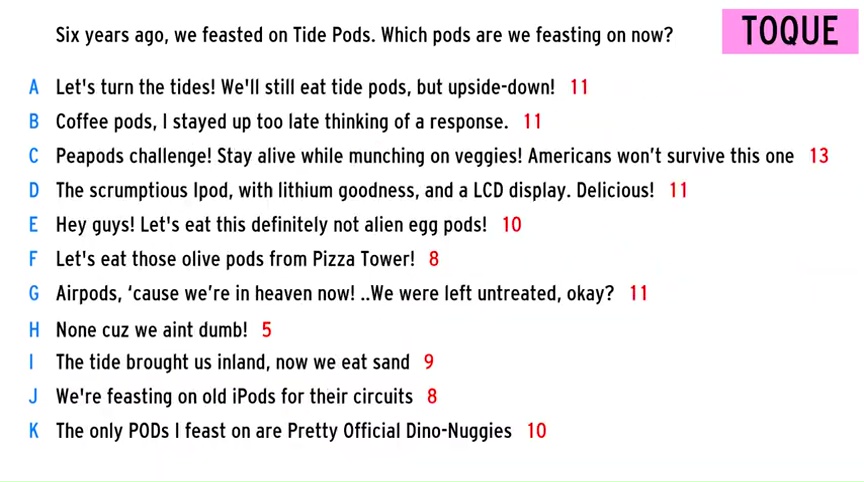 Six years ago, we feasted on Tide Pods. Which pods are we feasting on now?
TOQUE
A Let's turn the tides! We'll still eat tide pods, but upside-down! 11
B Coffee pods, I stayed up too late thinking of a response. 11
C Peapods challenge! Stay alive while munching on veggies! Americans won’t survive this one 13
D The scrumptious Ipod, with lithium goodness, and a LCD display. Delicious! 11
E Hey guys! Let's eat this definitely not alien egg pods! 10
F Let's eat those olive pods from Pizza Tower! 8
G Airpods, ‘cause we’re in heaven now! ..We were left untreated, okay? 11
H None cuz we aint dumb! 5
I The tide brought us inland, now we eat sand 9
J We're feasting on old iPods for their circuits 8
K The only PODs I feast on are Pretty Official Dino-Nuggies 10